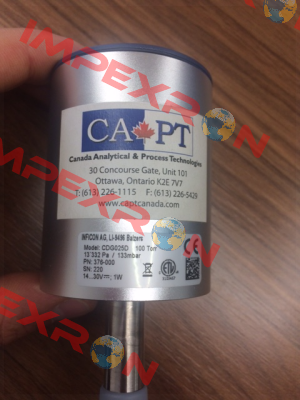 CA PT
Canada Analytical & Process Technologies
30 Concourse Gate, Unit 101
Ottawa, Ontario K2E 7V7
T: (613) 226-1115 F: (613) 226-5428
www.captcanada.com
INFICON AG, LI-9496 Balzers
Model: CDG025D 100 Torr
13'332 Pa / 133mbar
PN: 378-000
SN: 220
14...30V⎓ 1W
IMPEXRON
IMPEXRON
IMPEXRON